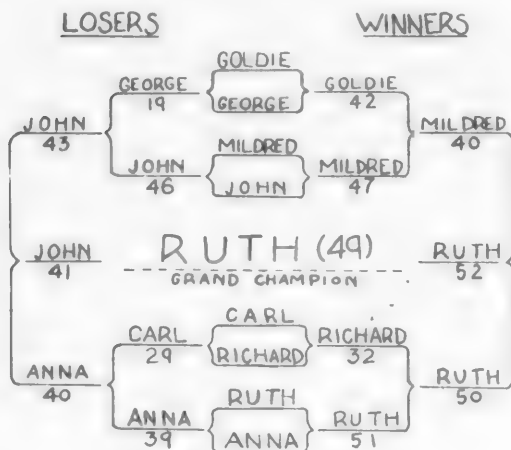 LOSERS WINNERS
GOLDIE
GEORGE GOLDIE
19 GEORGE 42
JOHN MILDRED
43 MILDRED 40
JOHN MILDRED
46 JOHN 47
JOHN RUTH (49) RUTH
41 GRAND CHAMPION 52
CARL
CARL RICHARD
29 RICHARD 32
ANNA RUTH RUTH
40 50
ANNA RUTH
39 ANNA 51